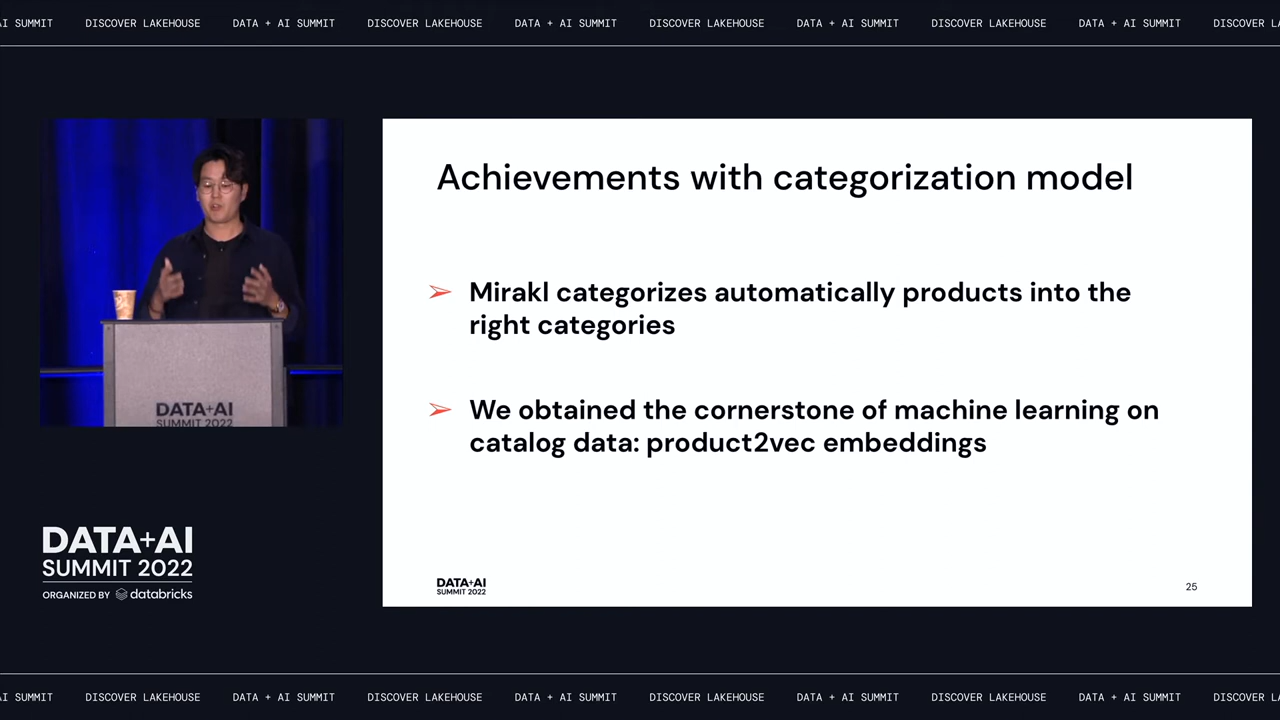 AI SUMMIT DISCOVER LAKEHOUSE DATA + AI SUMMIT DISCOVER LAKEHOUSE DATA + AI SUMMIT DISCOVER LAKEHOUSE DATA + AI SUMMIT DISCOVER LAKEHOUSE DATA + AI SUMMIT DISCOVER LA
Achievements with categorization model
➢ Mirakl categorizes automatically products into the
right categories
➢ We obtained the cornerstone of machine learning on
catalog data: product2vec embeddings
DATA+AI
SUMMIT 2022
25
DATA+AI
SUMMIT 2022
DATA+AI
SUMMIT 2022
ORGANIZED BY databricks
AI SUMMIT DISCOVER LAKEHOUSE DATA + AI SUMMIT DISCOVER LAKEHOUSE DATA + AI SUMMIT DISCOVER LAKEHOUSE DATA + AI SUMMIT DISCOVER LAKEHOUSE DATA + AI SUMMIT DISCOVER LA